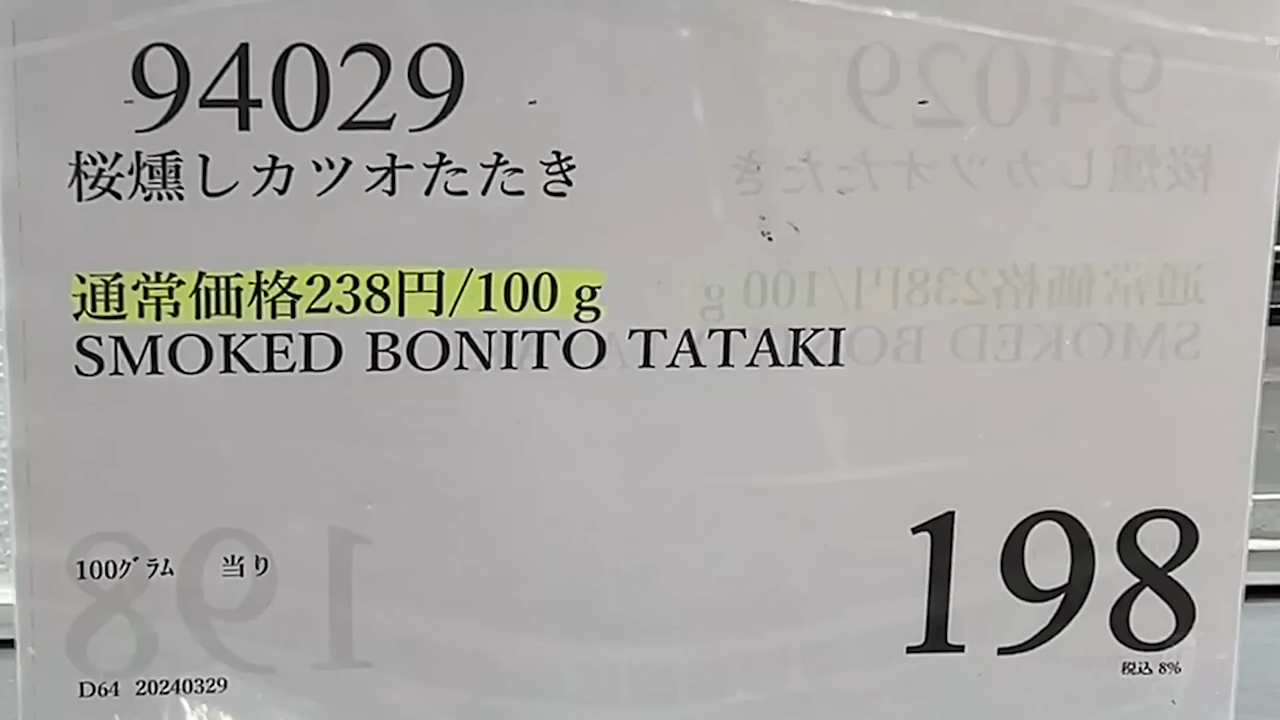 94029
桜燻しカツオたたき
通常価格238円/100g
SMOKED BONITO TATAKI
198
100グラム 当り
税込 8%
D64 20240329